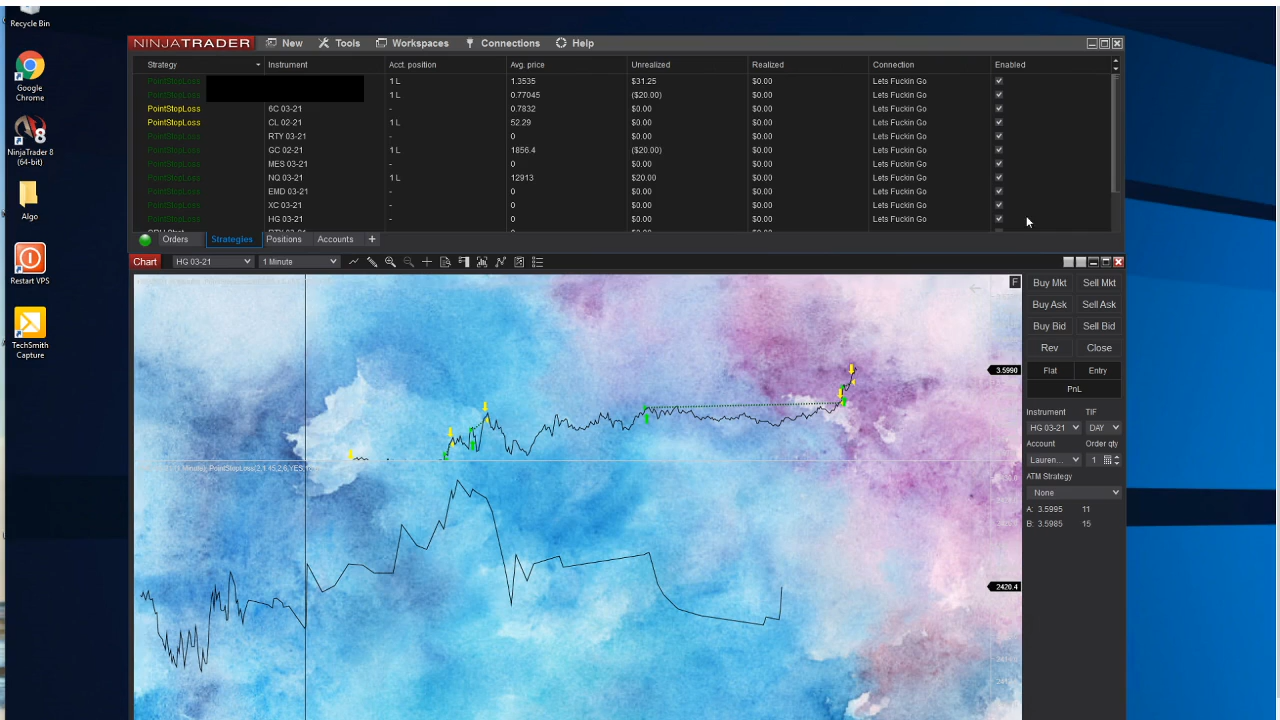 Recycle Bin
Google
Chrome
NinjaTrader 8
(64-bit)
Algo
Restart VPS
TechSmith
Capture
NINJATRADER New Tools Workspaces Connections Help
Strategy Instrument Acct. position Avg. price Unrealized Realized Connection Enabled
PointStopLoss 1 L 1.3535 $31.25 $0.00 Lets Fuckin Go
PointStopLoss 1 L 0.77045 ($20.00) $0.00 Lets Fuckin Go
PointStopLoss 6C 03-21 - 0.7832 $0.00 $0.00 Lets Fuckin Go
PointStopLoss CL 02-21 1 L 52.29 $0.00 $0.00 Lets Fuckin Go
PointStopLoss RTY 03-21 - 0 $0.00 $0.00 Lets Fuckin Go
PointStopLoss GC 02-21 1 L 1856.4 ($20.00) $0.00 Lets Fuckin Go
PointStopLoss MES 03-21 - 0 $0.00 $0.00 Lets Fuckin Go
PointStopLoss NQ 03-21 1 L 12913 $20.00 $0.00 Lets Fuckin Go
PointStopLoss EMD 03-21 - 0 $0.00 $0.00 Lets Fuckin Go
PointStopLoss XC 03-21 - 0 $0.00 $0.00 Lets Fuckin Go
PointStopLoss HG 03-21 - 0 $0.00 $0.00 Lets Fuckin Go
Orders Strategies Positions Accounts +
Chart HG 03-21 1 Minute
F
Buy Mkt Sell Mkt
Buy Ask Sell Ask
Buy Bid Sell Bid
Rev Close
3.5990
Flat Entry
PnL
Instrument TIF
HG 03-21 DAY
Account Order qty
Lauren... 1
ATM Strategy
None
A: 3.5995 11
B: 3.5985 15
2420.4